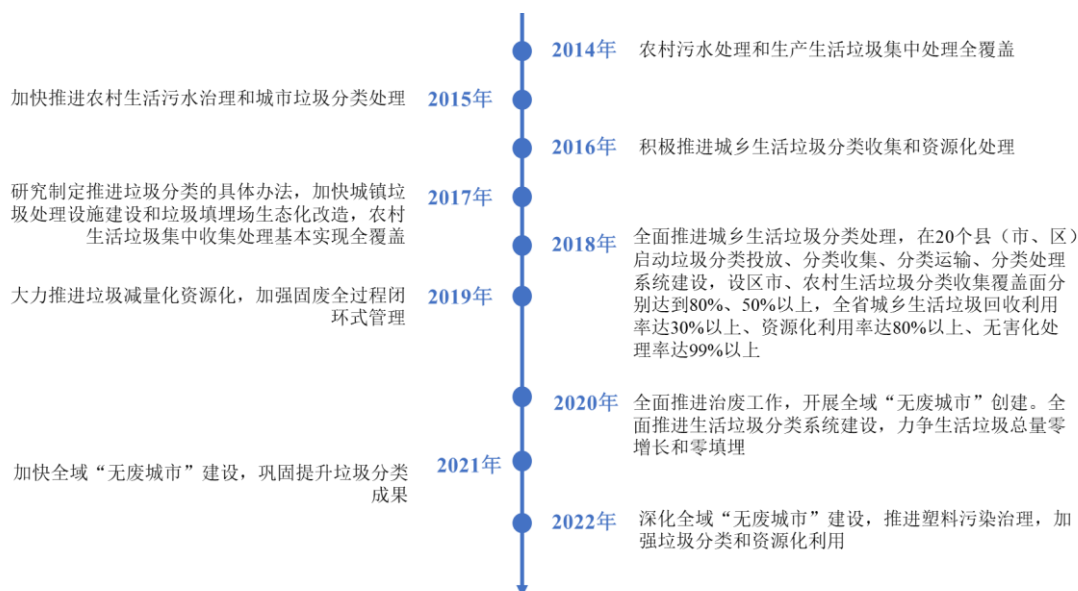 2014年 农村污水处理和生产生活垃圾集中处理全覆盖
加快推进农村生活污水治理和城市垃圾分类处理 2015年
2016年 积极推进城乡生活垃圾分类收集和资源化处理
研究制定推进垃圾分类的具体办法，加快城镇垃
圾处理设施建设和垃圾填埋场生态化改造，农村
生活垃圾集中收集处理基本实现全覆盖
2017年
2018年
全面推进城乡生活垃圾分类处理，在20个县（市、区）
启动垃圾分类投放、分类收集、分类运输、分类处理
系统建设，设区市、农村生活垃圾分类收集覆盖面分
别达到80%、50%以上，全省城乡生活垃圾回收利用
率达30%以上、资源化利用率达80%以上、无害化处
理率达99%以上
大力推进垃圾减量化资源化，加强固废全过程闭
环式管理
2019年
2020年
全面推进治废工作，开展全域“无废城市”创建。全
面推进生活垃圾分类系统建设，力争生活垃圾总量零
增长和零填埋
加快全域“无废城市”建设，巩固提升垃圾分类
成果
2021年
2022年
深化全域“无废城市”建设，推进塑料污染治理，加
强垃圾分类和资源化利用